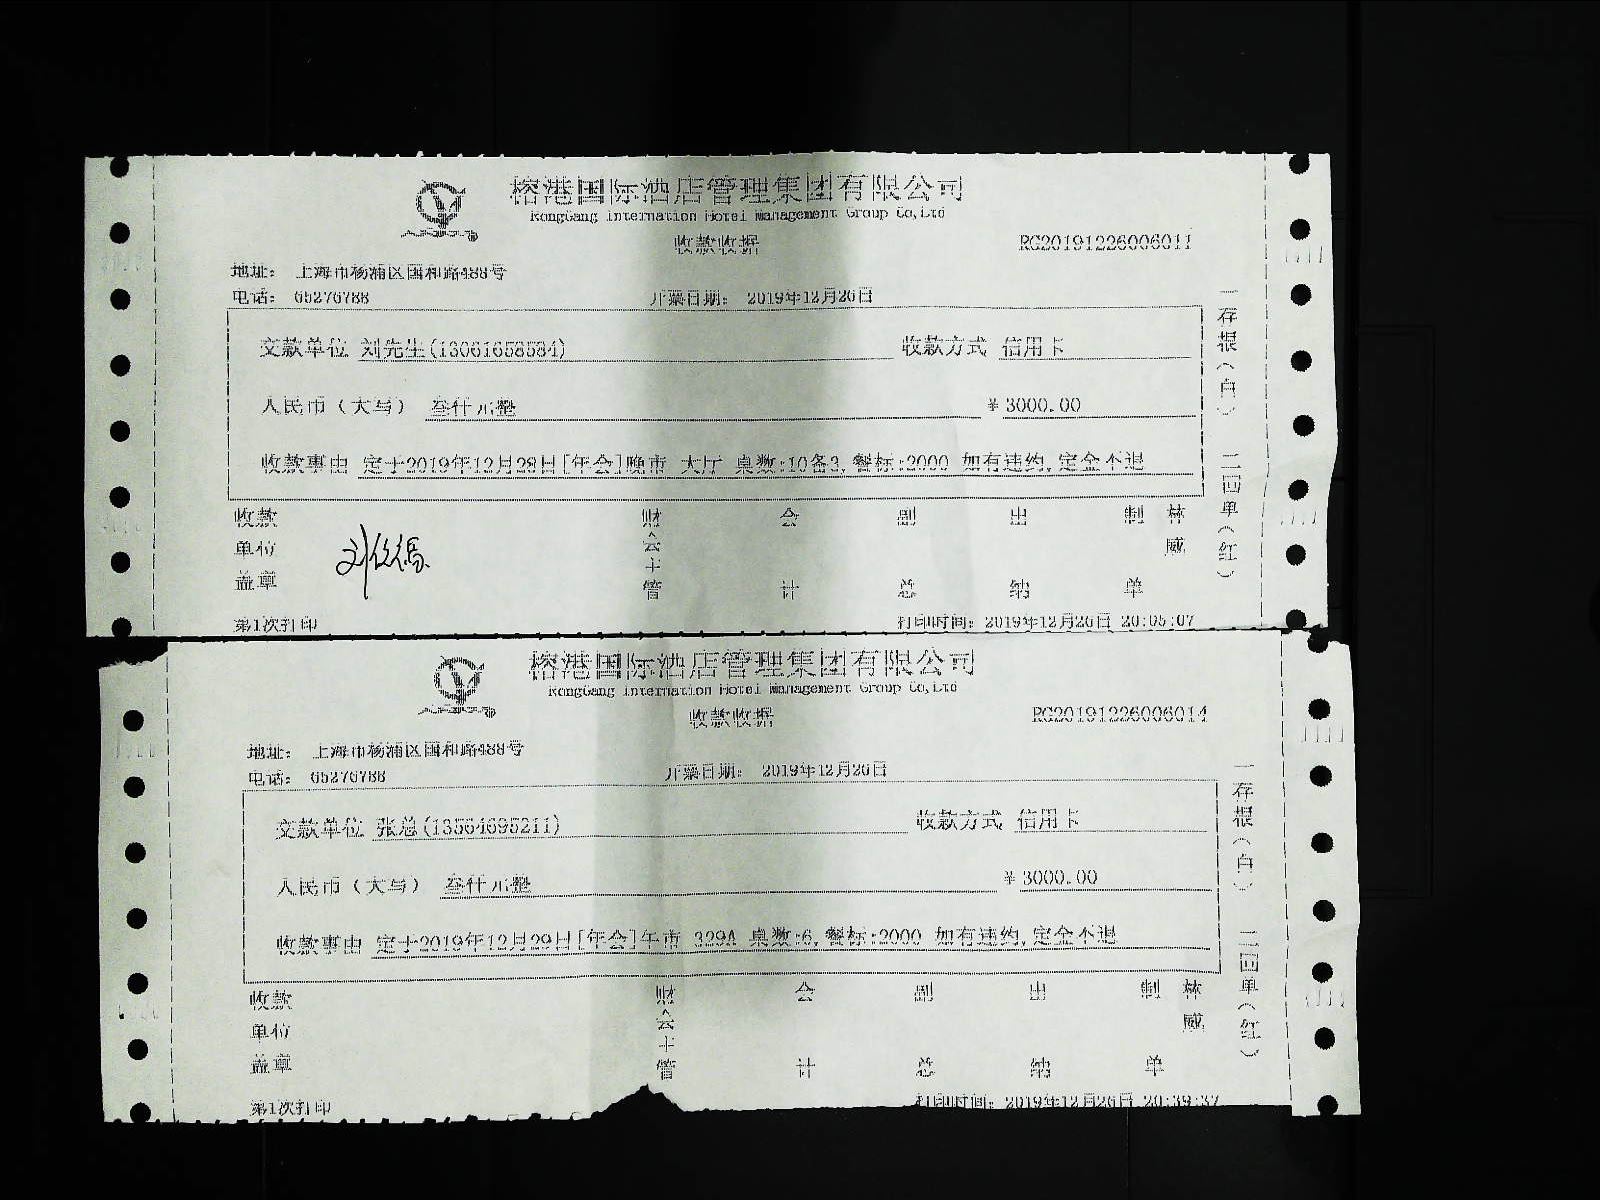 榕港国际酒店管理集团有限公司
RongGang Internation Hotel Management Group Co,Ltd
收款收据
RG20191226006011
地址： 上海市杨浦区国和路488号
电话： 65276788
开票日期： 2019年12月26日
交款单位 刘先生(13061658584)
收款方式 信用卡
人民币（大写） 叁仟元整
¥ 3000.00
收款事由 定于2019年12月28日[年会]晚市 大厅 桌数:10备3,餐标:2000 如有违约,定金不退
一存根（白） 二回单（红）
收款单位盖章
财会主管
会计
副总
出纳
制单
林威
第1次打印
打印时间：2019年12月26日 20:05:07
榕港国际酒店管理集团有限公司
RongGang Internation Hotel Management Group Co,Ltd
收款收据
RG20191226006014
地址： 上海市杨浦区国和路488号
电话： 65276788
开票日期： 2019年12月26日
交款单位 张总(13564695211)
收款方式 信用卡
人民币（大写） 叁仟元整
¥ 3000.00
收款事由 定于2019年12月29日[年会]午市 329A 桌数:6,餐标:2000 如有违约,定金不退
一存根（白） 二回单（红）
收款单位盖章
财会主管
会计
副总
出纳
制单
林威
第1次打印
打印时间：2019年12月26日 20:39:37